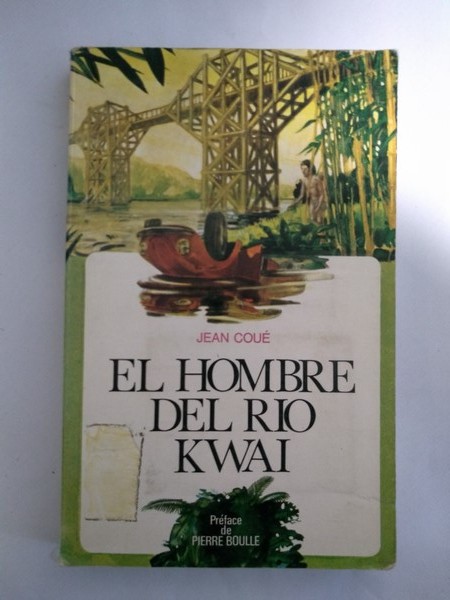 JEAN COUÉ
EL HOMBRE
DEL RIO
KWAI
Préface
de
PIERRE BOULLE